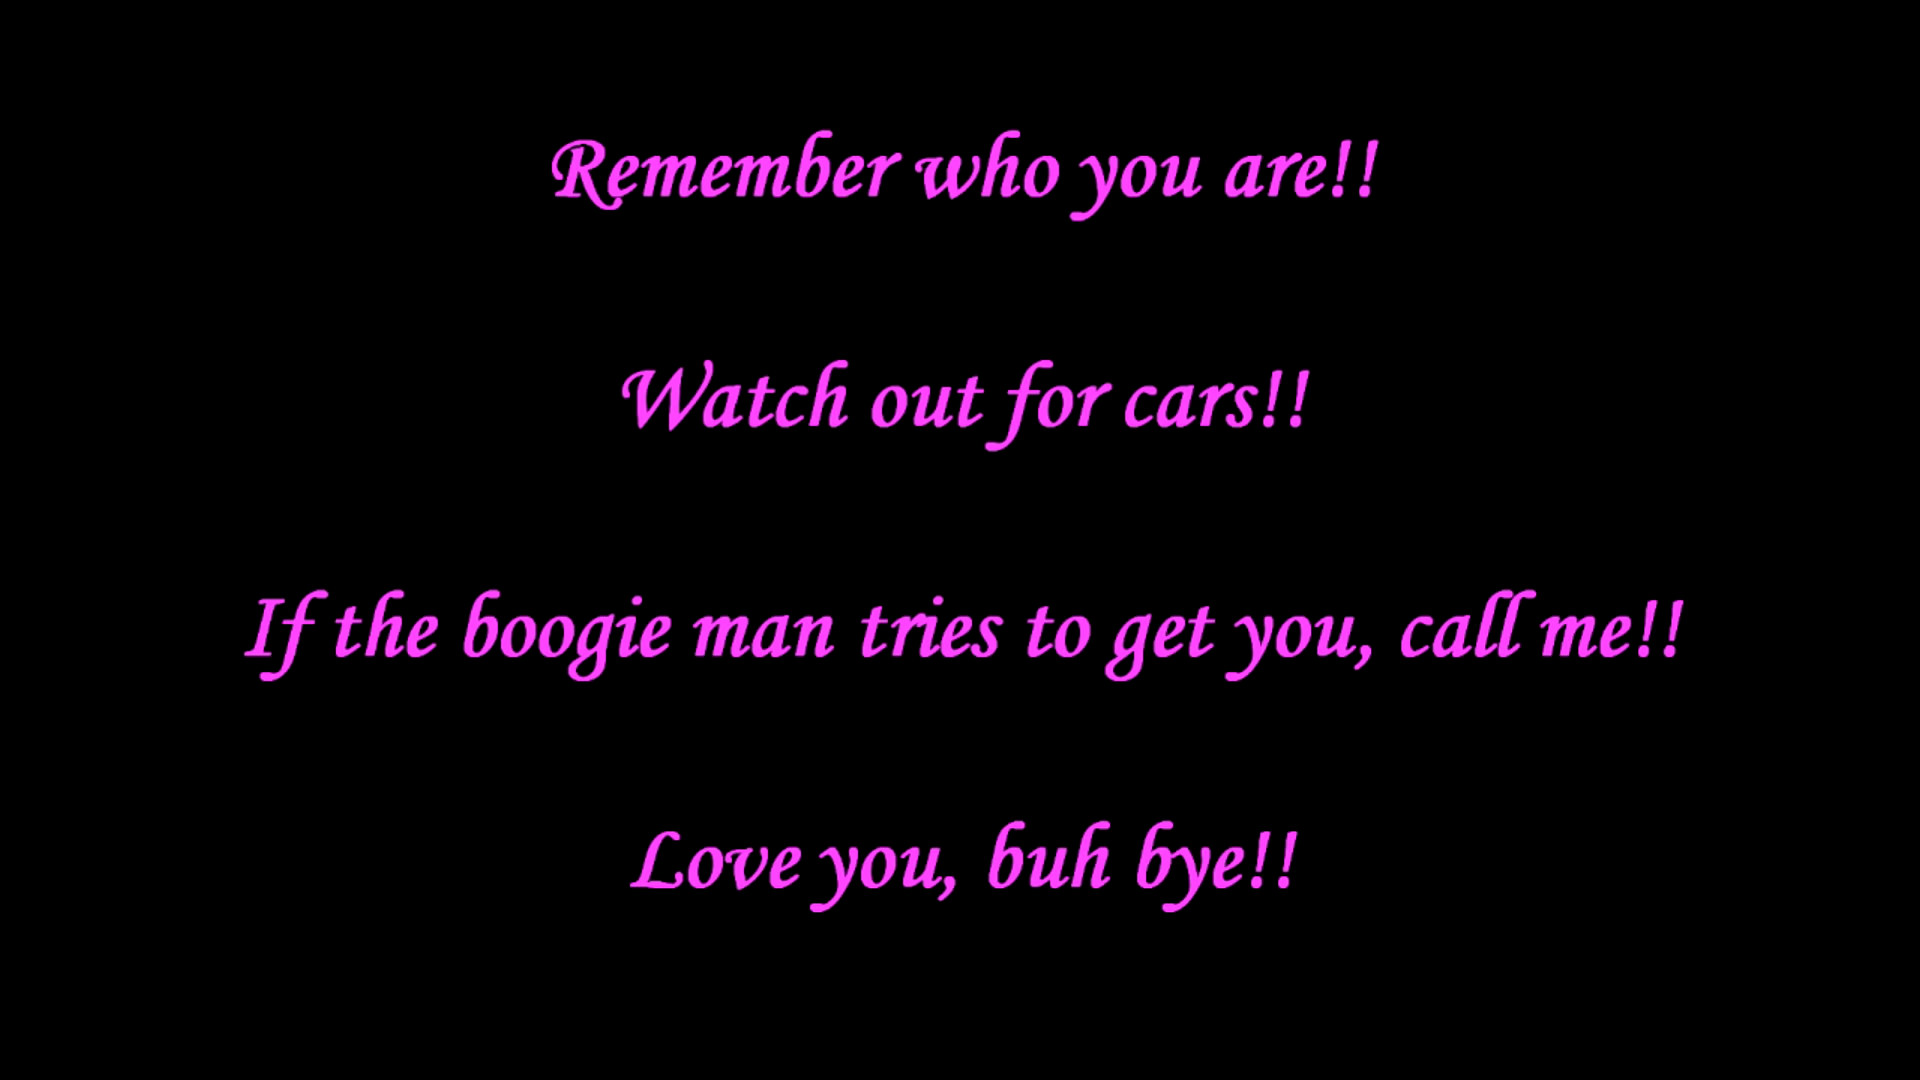 Remember who you are!!
Watch out for cars!!
If the boogie man tries to get you, call me!!
Love you, buh bye!!